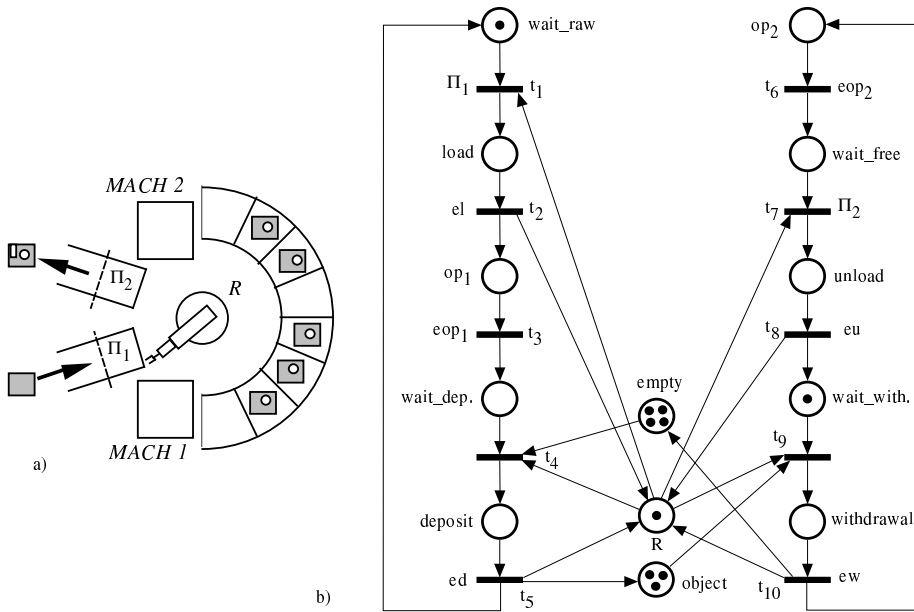 MACH 2
Π2
R
Π1
MACH 1
a)
wait_raw
Π1 t1
load
el t2
op1
eop1 t3
wait_dep.
t4
deposit
ed t5
empty
R
object
op2
t6 eop2
wait_free
t7 Π2
unload
t8 eu
wait_with.
t9
withdrawal
t10 ew
b)